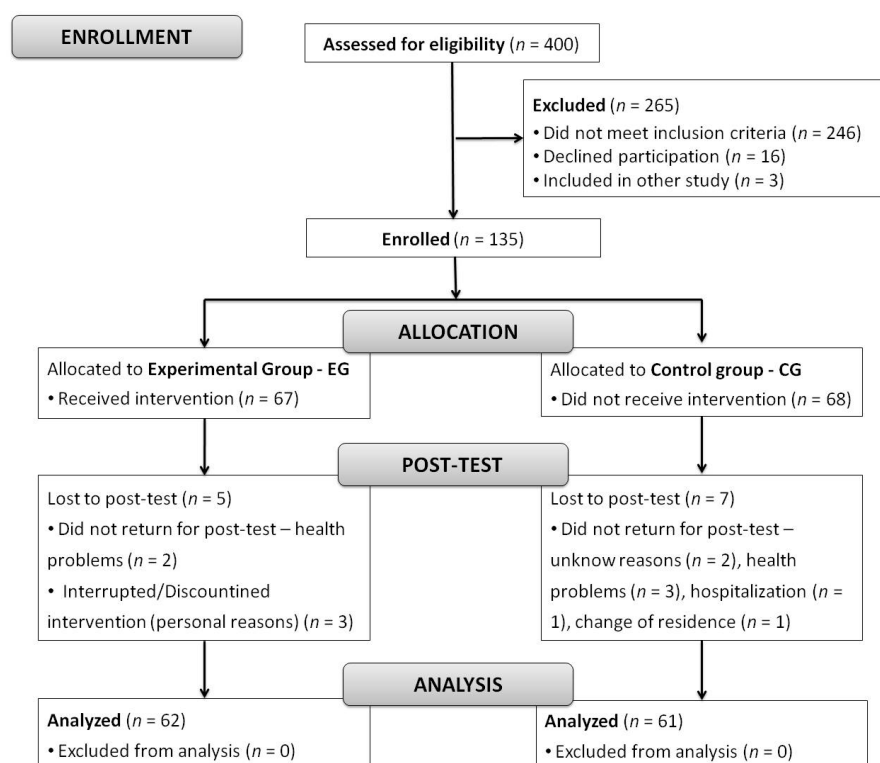 ENROLLMENT
Assessed for eligibility (n = 400)
Excluded (n = 265)
• Did not meet inclusion criteria (n = 246)
• Declined participation (n = 16)
• Included in other study (n = 3)
Enrolled (n = 135)
ALLOCATION
Allocated to Experimental Group - EG
• Received intervention (n = 67)
Allocated to Control group - CG
• Did not receive intervention (n = 68)
POST-TEST
Lost to post-test (n = 5)
• Did not return for post-test – health
problems (n = 2)
• Interrupted/Discountined
intervention (personal reasons) (n = 3)
Lost to post-test (n = 7)
• Did not return for post-test –
unknow reasons (n = 2), health
problems (n = 3), hospitalization (n =
1), change of residence (n = 1)
ANALYSIS
Analyzed (n = 62)
• Excluded from analysis (n = 0)
Analyzed (n = 61)
• Excluded from analysis (n = 0)